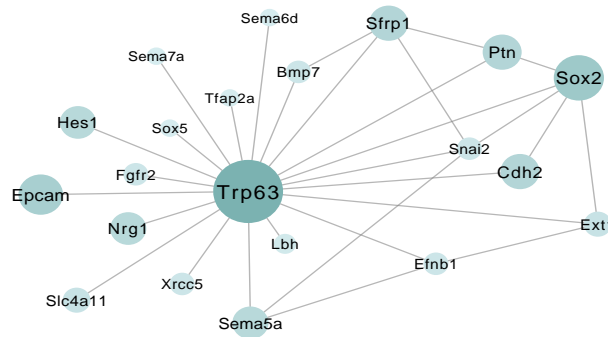 Sema6d
Sfrp1
Sema7a
Ptn
Bmp7
Sox2
Tfap2a
Hes1
Sox5
Snai2
Fgfr2
Cdh2
Trp63
Epcam
Nrg1
Ext1
Lbh
Efnb1
Xrcc5
Slc4a11
Sema5a